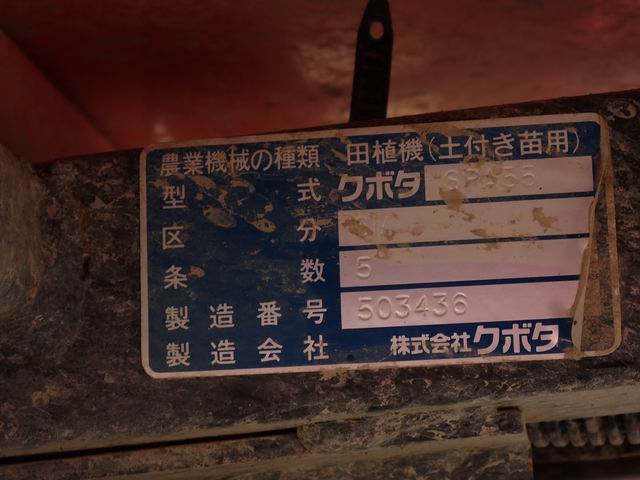 農業機械の種類 田植機(土付き苗用)
型式 クボタ SPA55
区分
条数 5
製造番号 503436
製造会社 株式会社クボタ